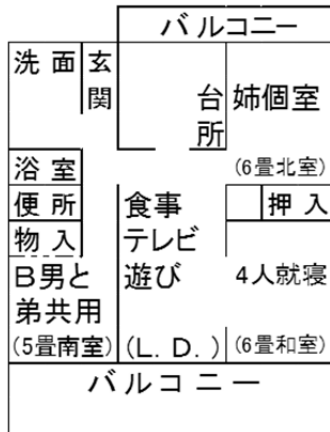 バルコニー
洗面
玄関
台所
姉個室
(6畳北室)
浴室
便所
物入
食事
テレビ
遊び
押入
B男と
弟共用
(5畳南室)
(L.D.)
4人就寝
(6畳和室)
バルコニー